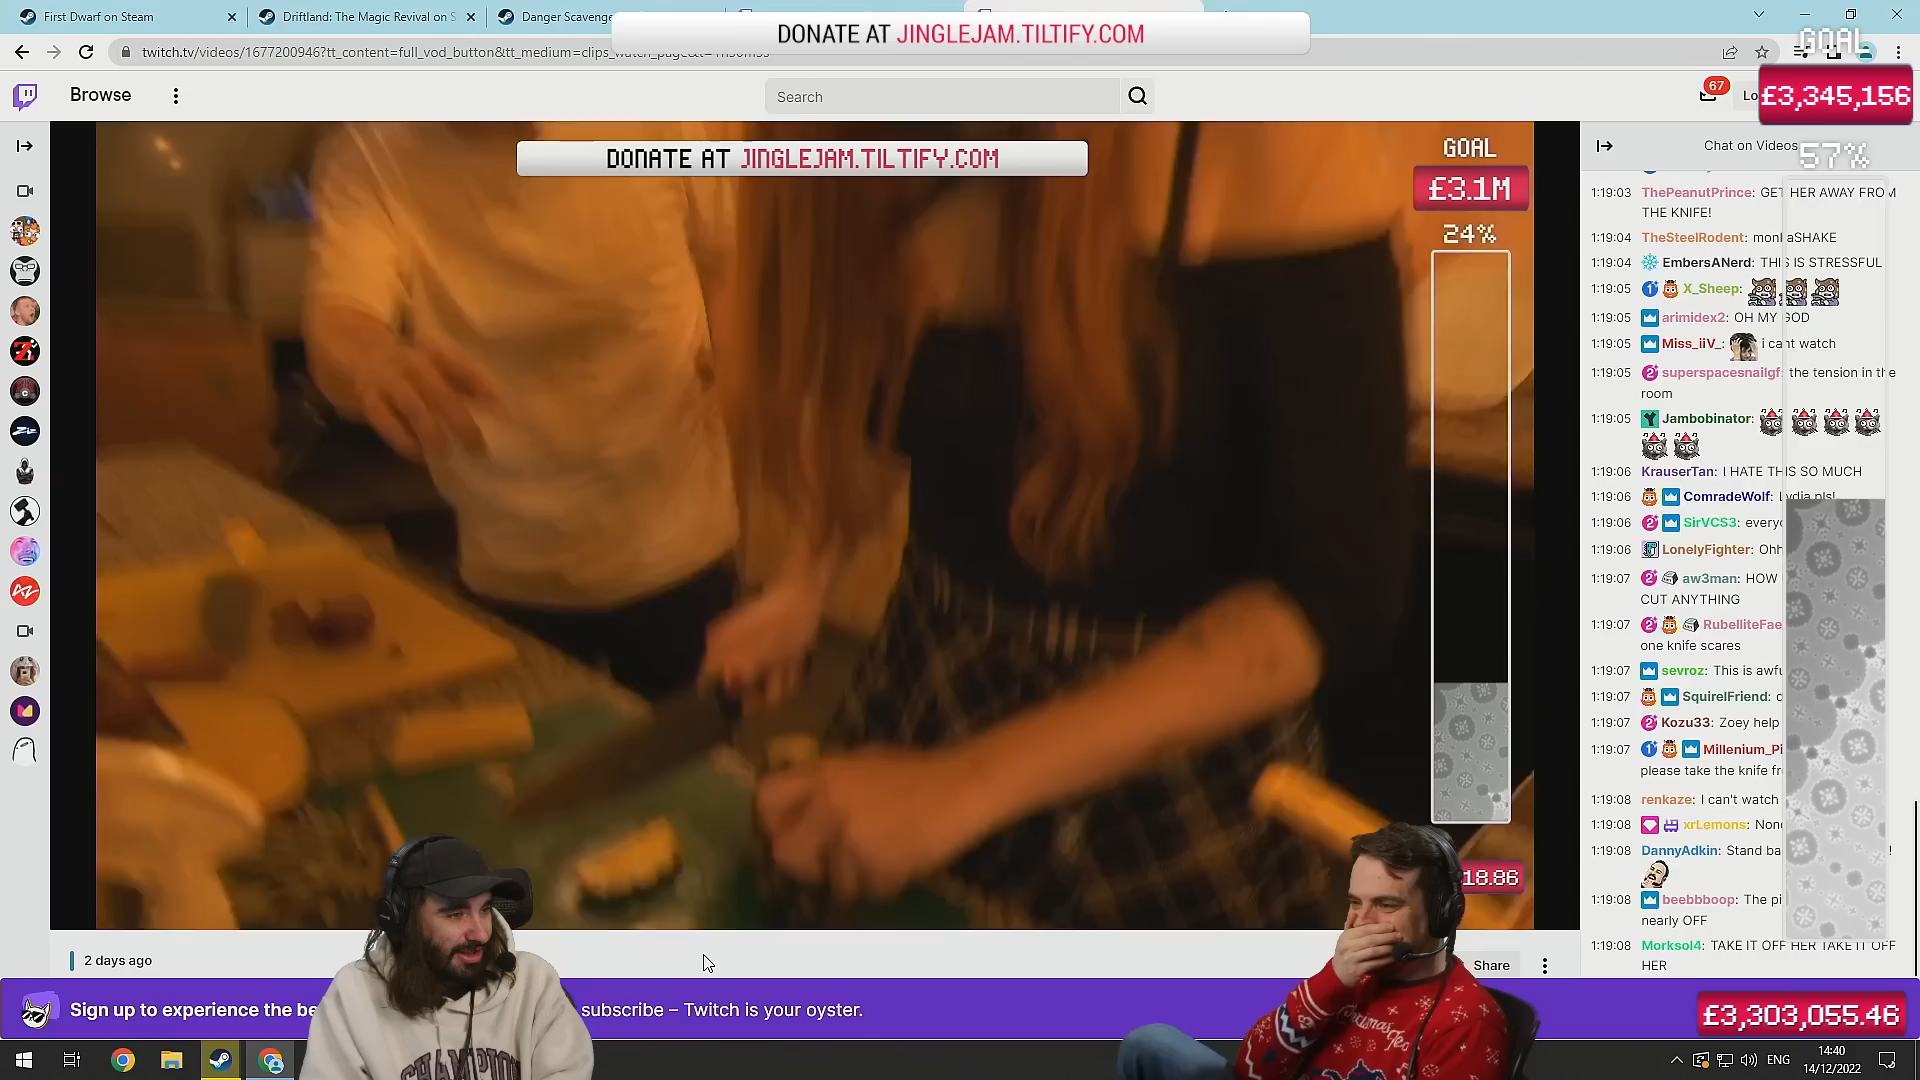 First Dwarf on Steam
Driftland: The Magic Revival on S
Danger Scavenge
DONATE AT JINGLEJAM.TILTIFY.COM
GOAL
twitch.tv/videos/1677200946?tt_content=full_vod_button&tt_medium=clips_watch_pag
£3,345,156
Browse
Search
67
Lo
57%
DONATE AT JINGLEJAM.TILTIFY.COM
GOAL
£3.1M
24%
Chat on Videos
1:19:03 ThePeanutPrince: GET HER AWAY FROM
THE KNIFE!
1:19:04 TheSteelRodent: monkaSHAKE
1:19:04 EmbersANerd: THIS IS STRESSFUL
1:19:05 X_Sheep:
1:19:05 arimidex2: OH MY GOD
1:19:05 Miss_iiV_: i cant watch
1:19:05 superspacesnailgf: the tension in the
room
1:19:05 Jambobinator:
1:19:06 KrauserTan: I HATE THIS SO MUCH
1:19:06 ComradeWolf: Lydia pls!
1:19:06 SirVCS3: everyo
1:19:06 LonelyFighter: Ohh
1:19:07 aw3man: HOW
CUT ANYTHING
1:19:07 RubelliteFae
one knife scares
1:19:07 sevroz: This is awfu
1:19:07 SquirelFriend:
1:19:07 Kozu33: Zoey help
1:19:07 Millenium_Pi
please take the knife fr
1:19:08 renkaze: I can't watch
1:19:08 xrLemons: Nono
1:19:08 DannyAdkin: Stand ba !
1:19:08 beebbboop: The pi
nearly OFF
1:19:08 Morksol4: TAKE IT OFF HER TAKE IT OFF
HER
18.86
2 days ago
Share
Sign up to experience the be
subscribe – Twitch is your oyster.
£3,303,055.46
CHAMPION
Christmas
ENG
14:40
14/12/2022